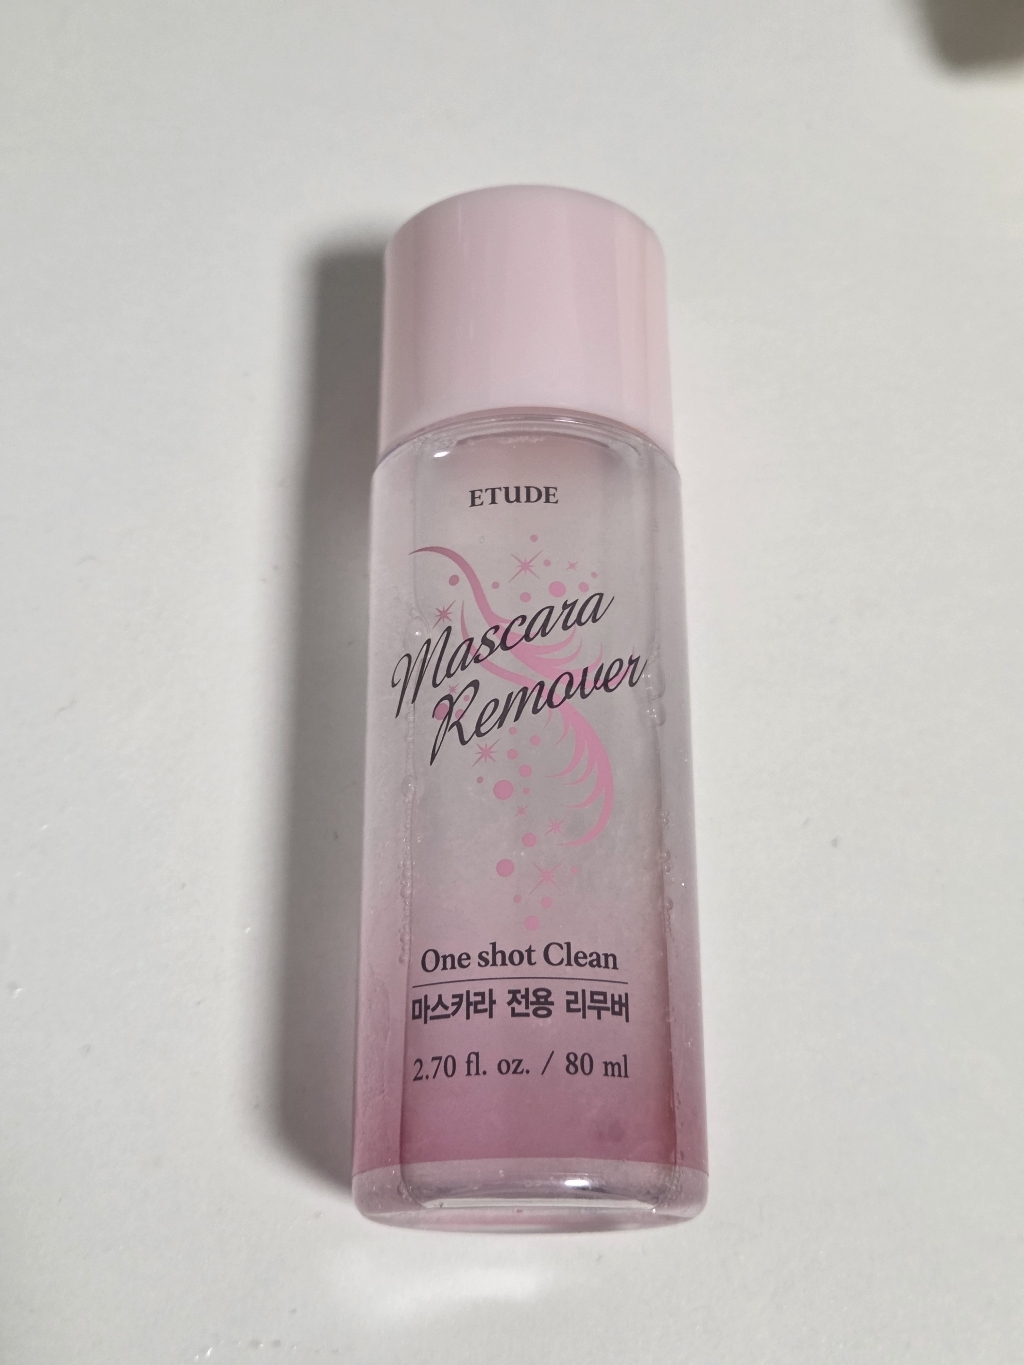 ETUDE
Mascara
Remover
One shot Clean
마스카라 전용 리무버
2.70 fl. oz. / 80 ml